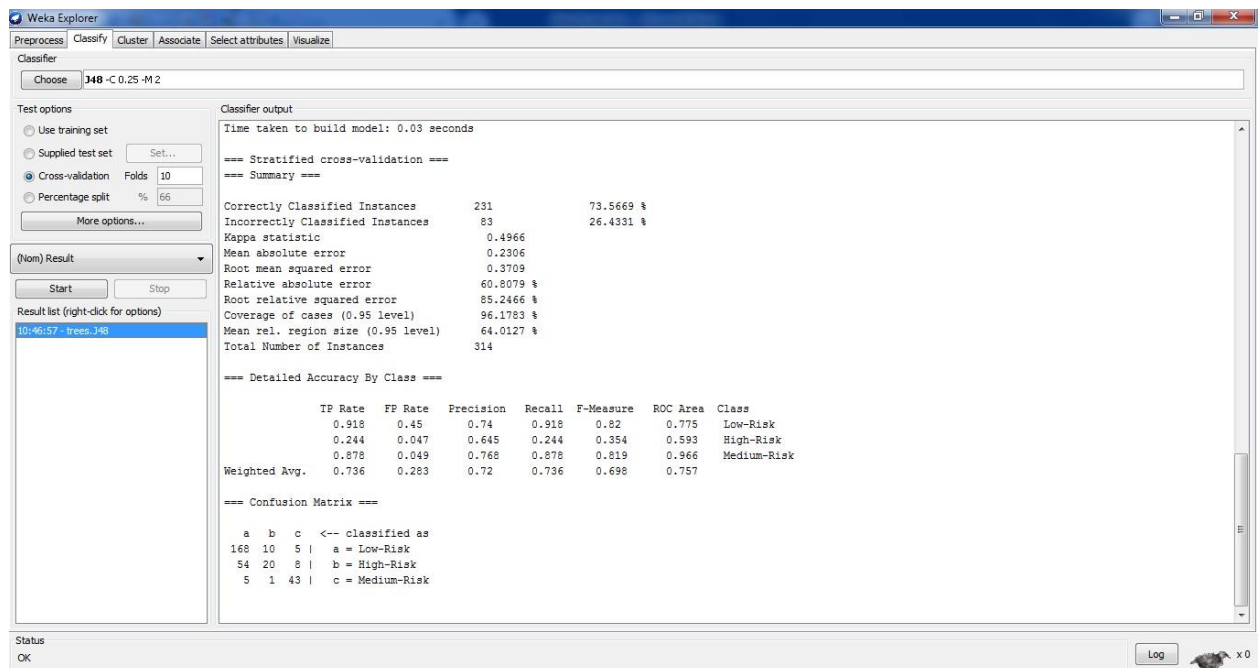 Weka Explorer
Preprocess Classify Cluster Associate Select attributes Visualize
Classifier
Choose J48 -C 0.25 -M 2
Test options
Use training set
Supplied test set Set...
Cross-validation Folds 10
Percentage split % 66
More options...
(Nom) Result
Start Stop
Result list (right-click for options)
10:46:57 - trees.J48
Classifier output
Time taken to build model: 0.03 seconds
=== Stratified cross-validation ===
=== Summary ===
Correctly Classified Instances 231 73.5669 %
Incorrectly Classified Instances 83 26.4331 %
Kappa statistic 0.4966
Mean absolute error 0.2306
Root mean squared error 0.3709
Relative absolute error 60.8079 %
Root relative squared error 85.2466 %
Coverage of cases (0.95 level) 96.1783 %
Mean rel. region size (0.95 level) 64.0127 %
Total Number of Instances 314
=== Detailed Accuracy By Class ===
TP Rate FP Rate Precision Recall F-Measure ROC Area Class
0.918 0.45 0.74 0.918 0.82 0.775 Low-Risk
0.244 0.047 0.645 0.244 0.354 0.593 High-Risk
0.878 0.049 0.768 0.878 0.819 0.966 Medium-Risk
Weighted Avg. 0.736 0.283 0.72 0.736 0.698 0.757
=== Confusion Matrix ===
a b c <-- classified as
168 10 5 | a = Low-Risk
54 20 8 | b = High-Risk
5 1 43 | c = Medium-Risk
Status
OK
Log x 0